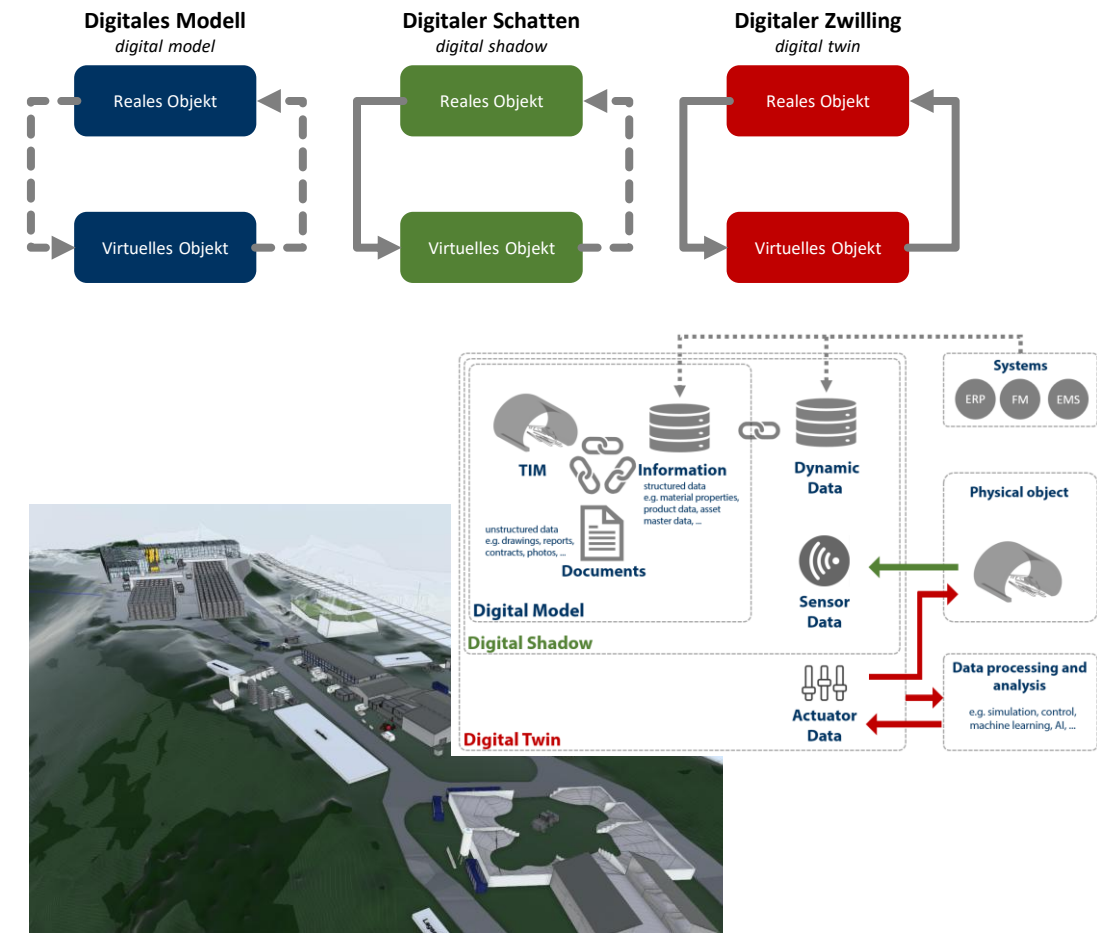 Digitales Modell
digital model
Reales Objekt
Virtuelles Objekt
Digitaler Schatten
digital shadow
Reales Objekt
Virtuelles Objekt
Digitaler Zwilling
digital twin
Reales Objekt
Virtuelles Objekt
Systems
ERP
FM
EMS
TIM
Information
structured data
e.g. material properties,
product data, asset
master data, ...
unstructured data
e.g. drawings, reports,
contracts, photos, ...
Documents
Digital Model
Dynamic
Data
Sensor
Data
Digital Shadow
Actuator
Data
Digital Twin
Physical object
Data processing and
analysis
e.g. simulation, control,
machine learning, AI, ...